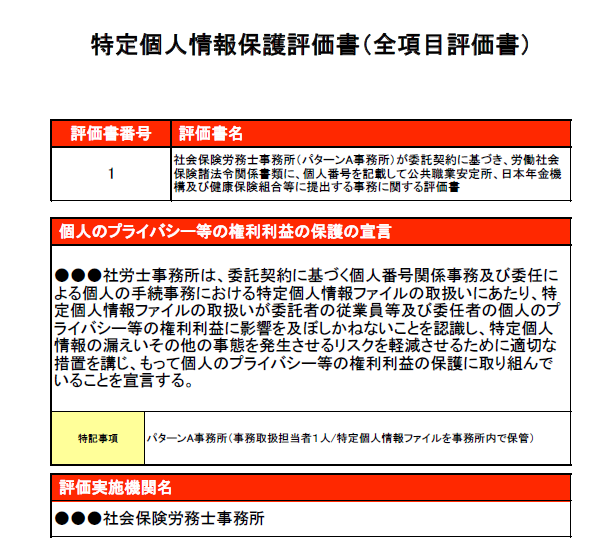 特定個人情報保護評価書（全項目評価書）
評価書番号
評価書名
1
社会保険労務士事務所（パターンA事務所）が委託契約に基づき、労働社会
保険諸法令関係書類に、個人番号を記載して公共職業安定所、日本年金機
構及び健康保険組合等に提出する事務に関する評価書
個人のプライバシー等の権利利益の保護の宣言
●●●社労士事務所は、委託契約に基づく個人番号関係事務及び委任に
よる個人の手続事務における特定個人情報ファイルの取扱いにあたり、特
定個人情報ファイルの取扱いが委託者の従業員等及び委任者の個人のプ
ライバシー等の権利利益に影響を及ぼしかねないことを認識し、特定個人
情報の漏えいその他の事態を発生させるリスクを軽減させるために適切な
措置を講じ、もって個人のプライバシー等の権利利益の保護に取り組んで
いることを宣言する。
特記事項
パターンA事務所（事務取扱担当者１人/特定個人情報ファイルを事務所内で保管）
評価実施機関名
●●●社会保険労務士事務所